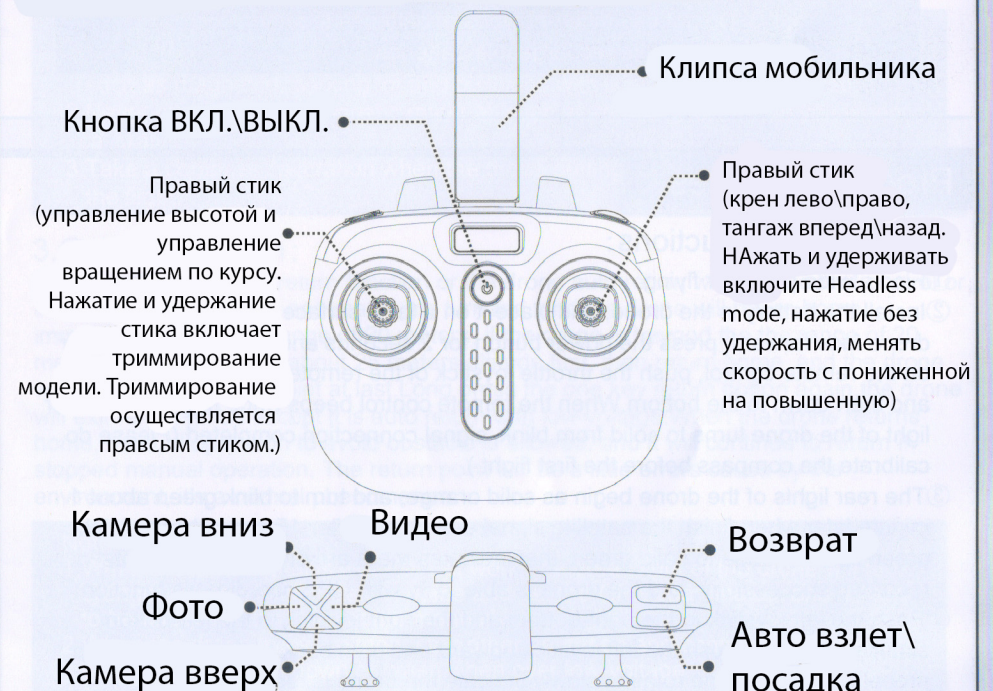 Клипса мобильника
Кнопка ВКЛ.\ВЫКЛ.
Правый стик
(управление высотой и
управление
вращением по курсу.
Нажатие и удержание
стика включает
триммирование
модели. Триммирование
осуществляется
правсым стиком.)
Правый стик
(крен лево\право,
тангаж вперед\назад.
НАжать и удерживать
включите Headless
mode, нажатие без
удержания, менять
скорость с пониженной
на повышенную)
Камера вниз
Видео
Фото
Камера вверх
Возврат
Авто взлет\
посадка